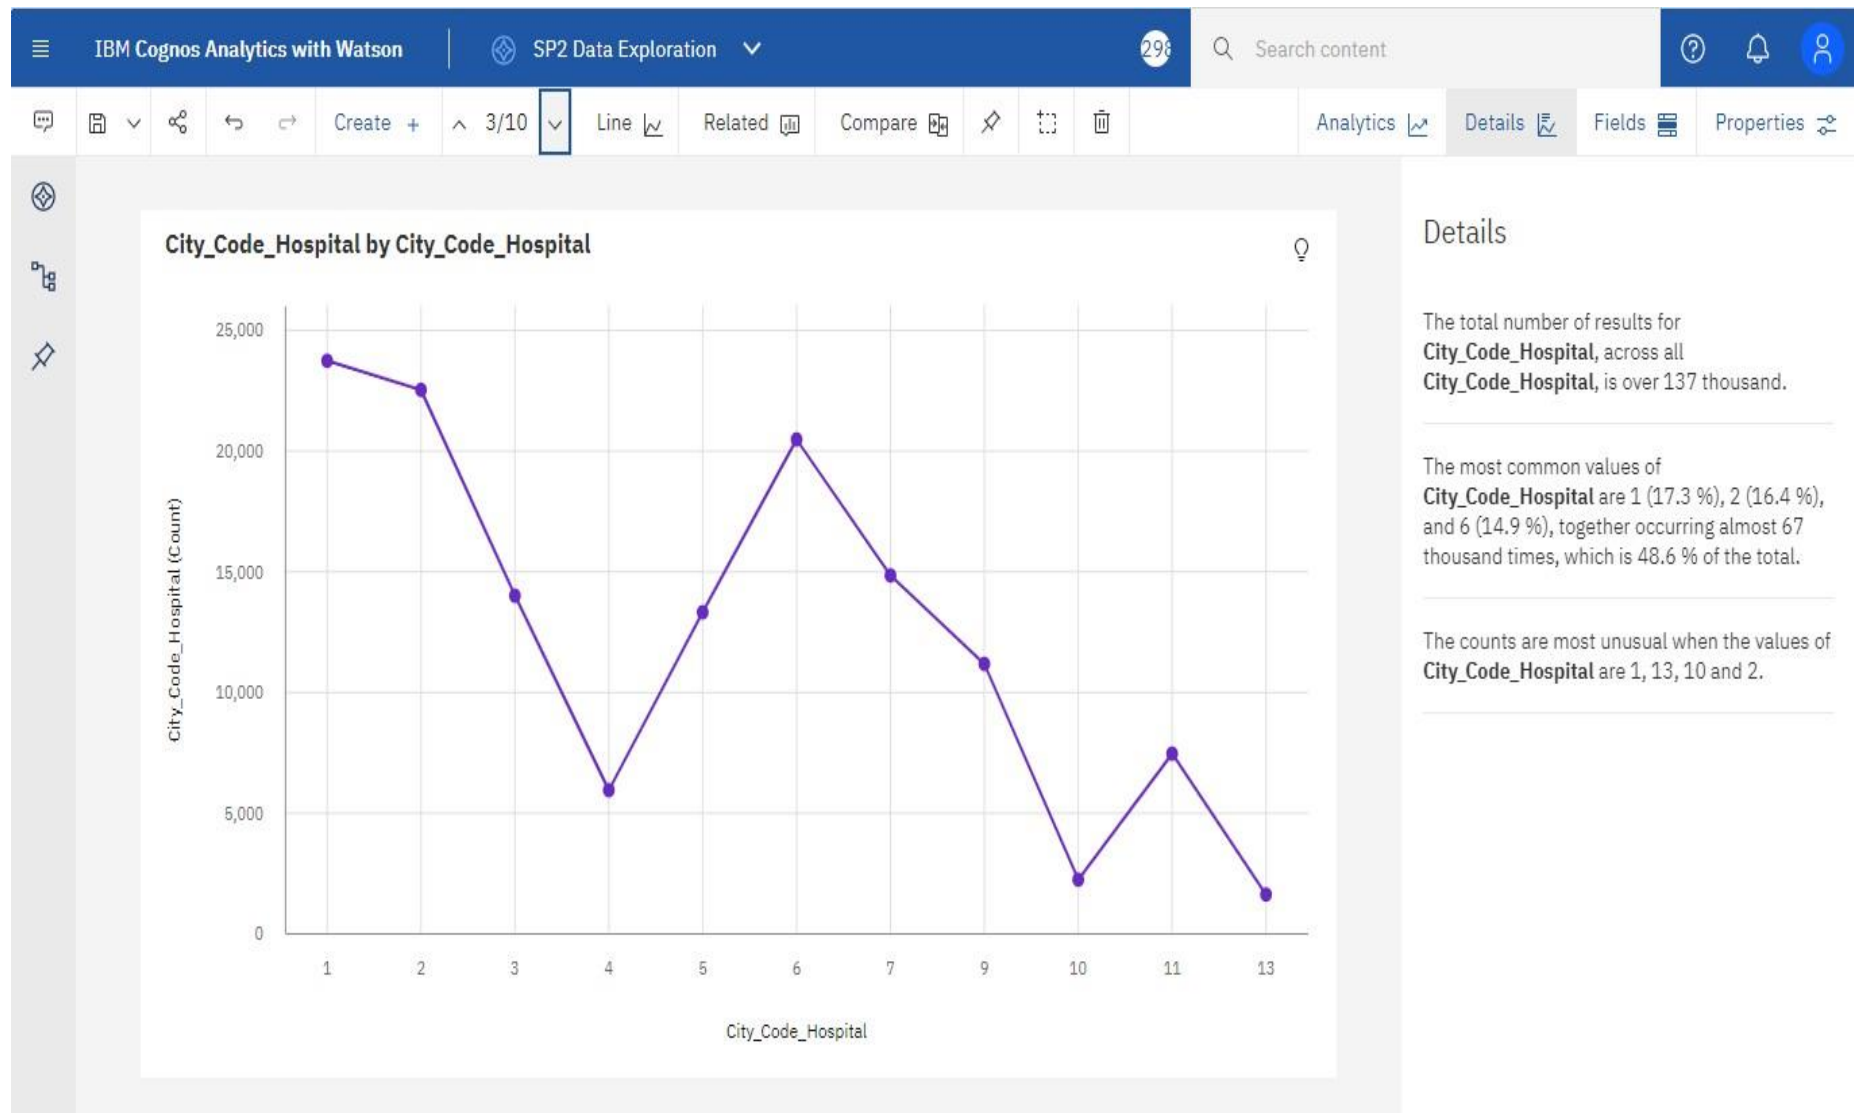 IBM Cognos Analytics with Watson
SP2 Data Exploration
298
Search content
Create +
3/10
Line
Related
Compare
Analytics
Details
Fields
Properties
City_Code_Hospital by City_Code_Hospital
25,000
20,000
15,000
10,000
5,000
0
City_Code_Hospital (Count)
1 2 3 4 5 6 7 9 10 11 13
City_Code_Hospital
Details
The total number of results for
City_Code_Hospital, across all
City_Code_Hospital, is over 137 thousand.
The most common values of
City_Code_Hospital are 1 (17.3 %), 2 (16.4 %),
and 6 (14.9 %), together occurring almost 67
thousand times, which is 48.6 % of the total.
The counts are most unusual when the values of
City_Code_Hospital are 1, 13, 10 and 2.